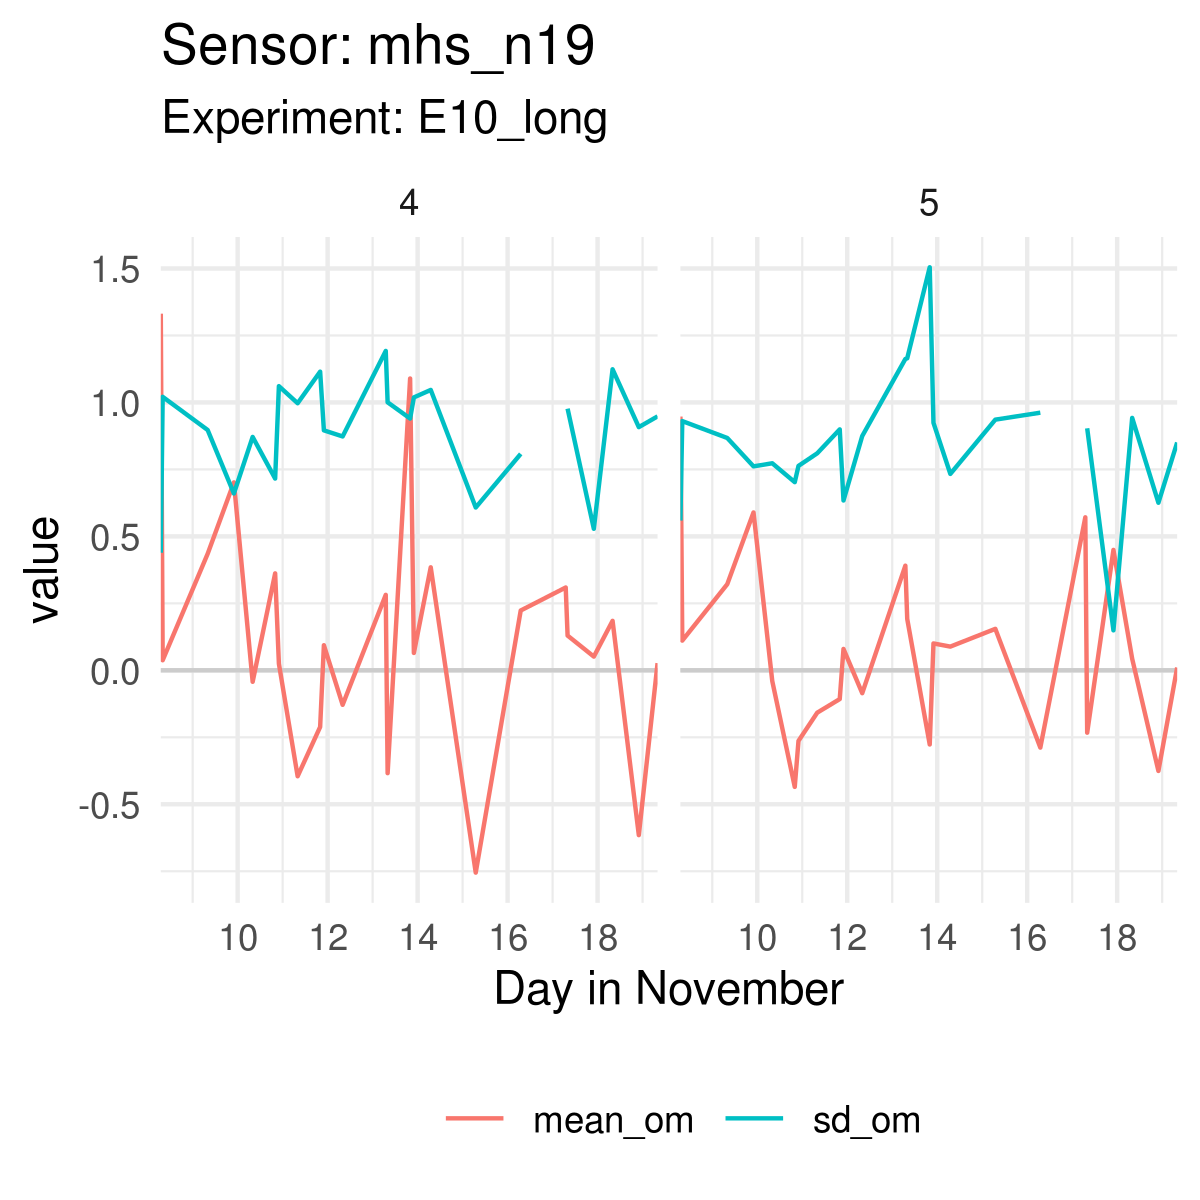 Sensor: mhs_n19
Experiment: E10_long
4 5
1.5
1.0
0.5
0.0
-0.5
value
10 12 14 16 18 10 12 14 16 18
Day in November
mean_om sd_om